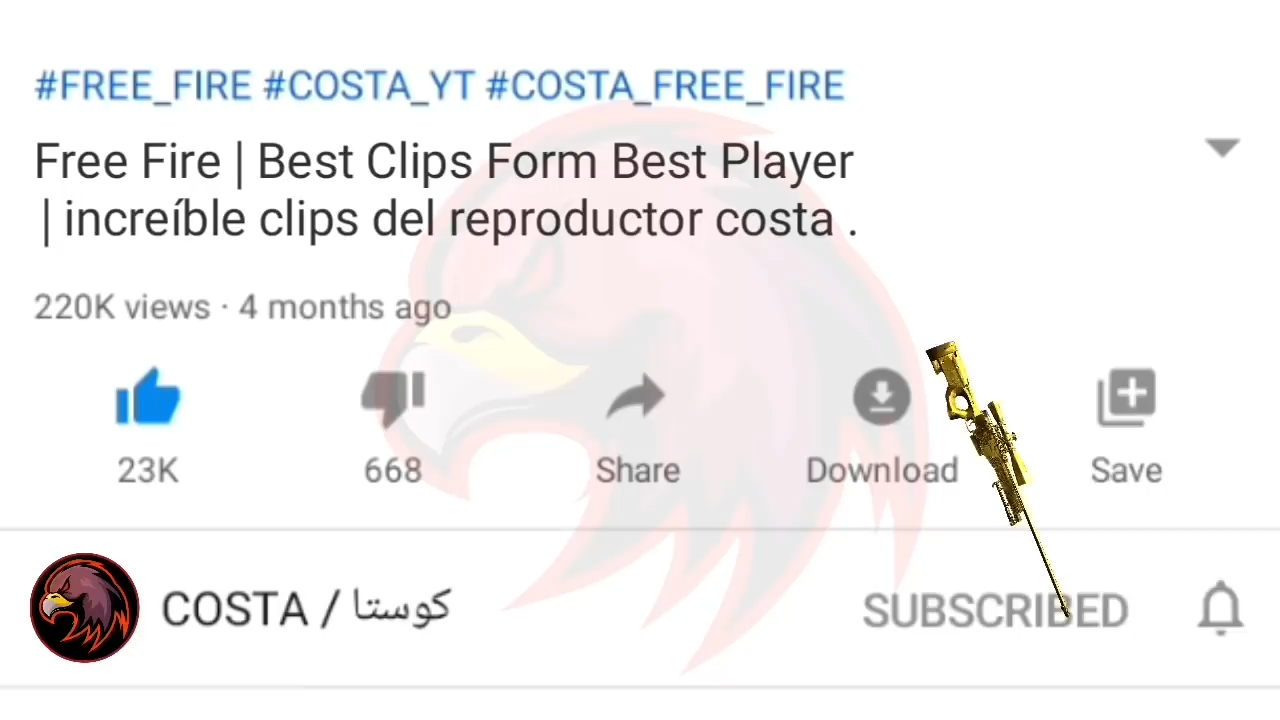 #FREE_FIRE #COSTA_YT #COSTA_FREE_FIRE
Free Fire | Best Clips Form Best Player
| increíble clips del reproductor costa .
220K views · 4 months ago
23K 668 Share Download Save
COSTA / كوستا SUBSCRIBED